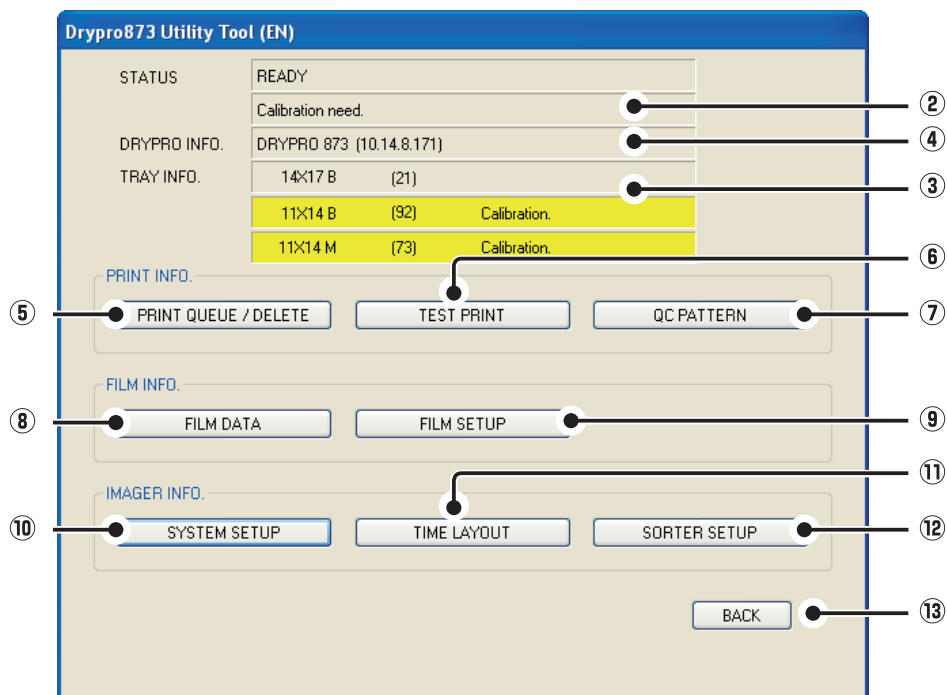 Drypro873 Utility Tool (EN)
STATUS READY
Calibration need. ②
DRYPRO INFO. DRYPRO 873 (10.14.8.171) ④
TRAY INFO. 14X17 B (21) ③
11X14 B (92) Calibration.
11X14 M (73) Calibration.
⑥
PRINT INFO.
⑤ PRINT QUEUE / DELETE TEST PRINT QC PATTERN ⑦
FILM INFO.
⑧ FILM DATA FILM SETUP ⑨
⑪
IMAGER INFO.
⑩ SYSTEM SETUP TIME LAYOUT SORTER SETUP ⑫
BACK ⑬